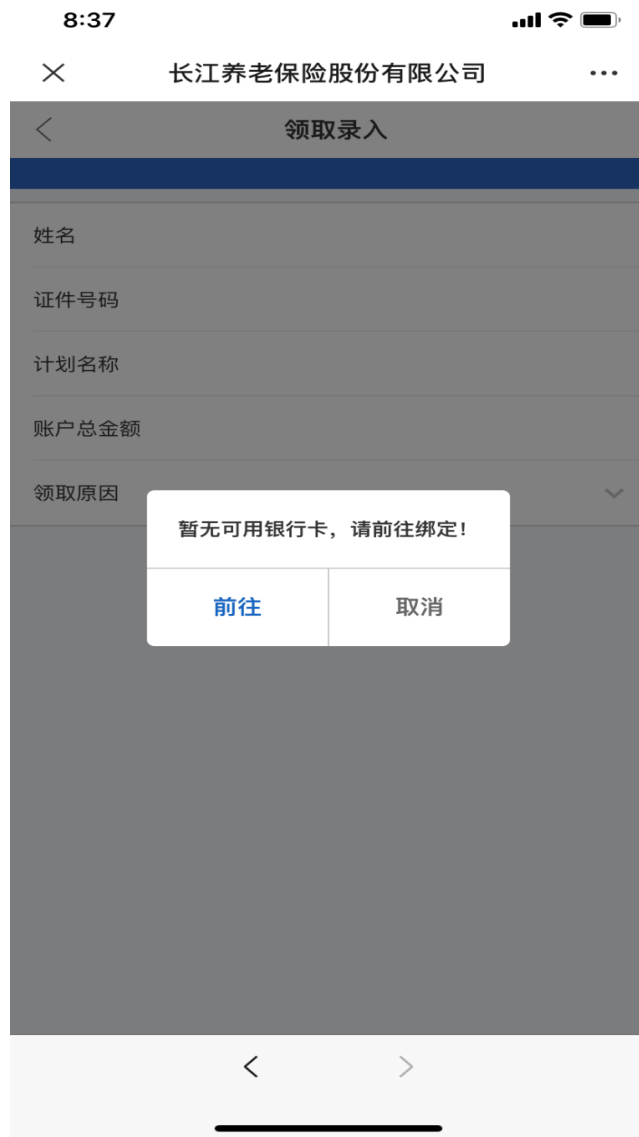 8:37
长江养老保险股份有限公司
领取录入
姓名
证件号码
计划名称
账户总金额
领取原因
暂无可用银行卡，请前往绑定！
前往
取消